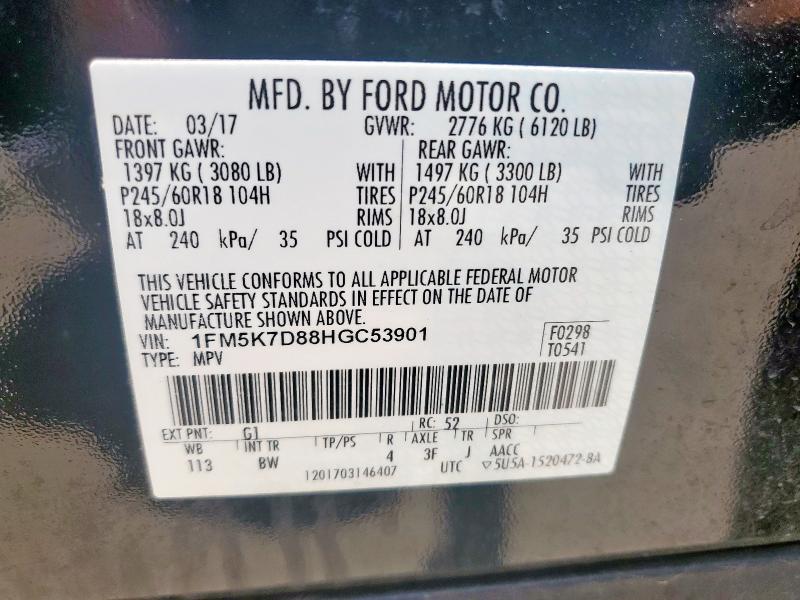 MFD. BY FORD MOTOR CO.
DATE: 03/17 GVWR: 2776 KG ( 6120 LB)
FRONT GAWR: REAR GAWR:
1397 KG ( 3080 LB) WITH 1497 KG ( 3300 LB) WITH
P245/60R18 104H TIRES P245/60R18 104H TIRES
18x8.0J RIMS 18x8.0J RIMS
AT 240 kPa/ 35 PSI COLD AT 240 kPa/ 35 PSI COLD
THIS VEHICLE CONFORMS TO ALL APPLICABLE FEDERAL MOTOR
VEHICLE SAFETY STANDARDS IN EFFECT ON THE DATE OF
MANUFACTURE SHOWN ABOVE.
VIN: 1FM5K7D88HGC53901 F0298
TYPE: MPV T0541
EXT PNT: G1 RC: 52 DSO:
WB INT TR TP/PS R AXLE TR SPR
113 BW 4 3F J AACC
1201703146407 UTC ▽5U5A-1520472-BA